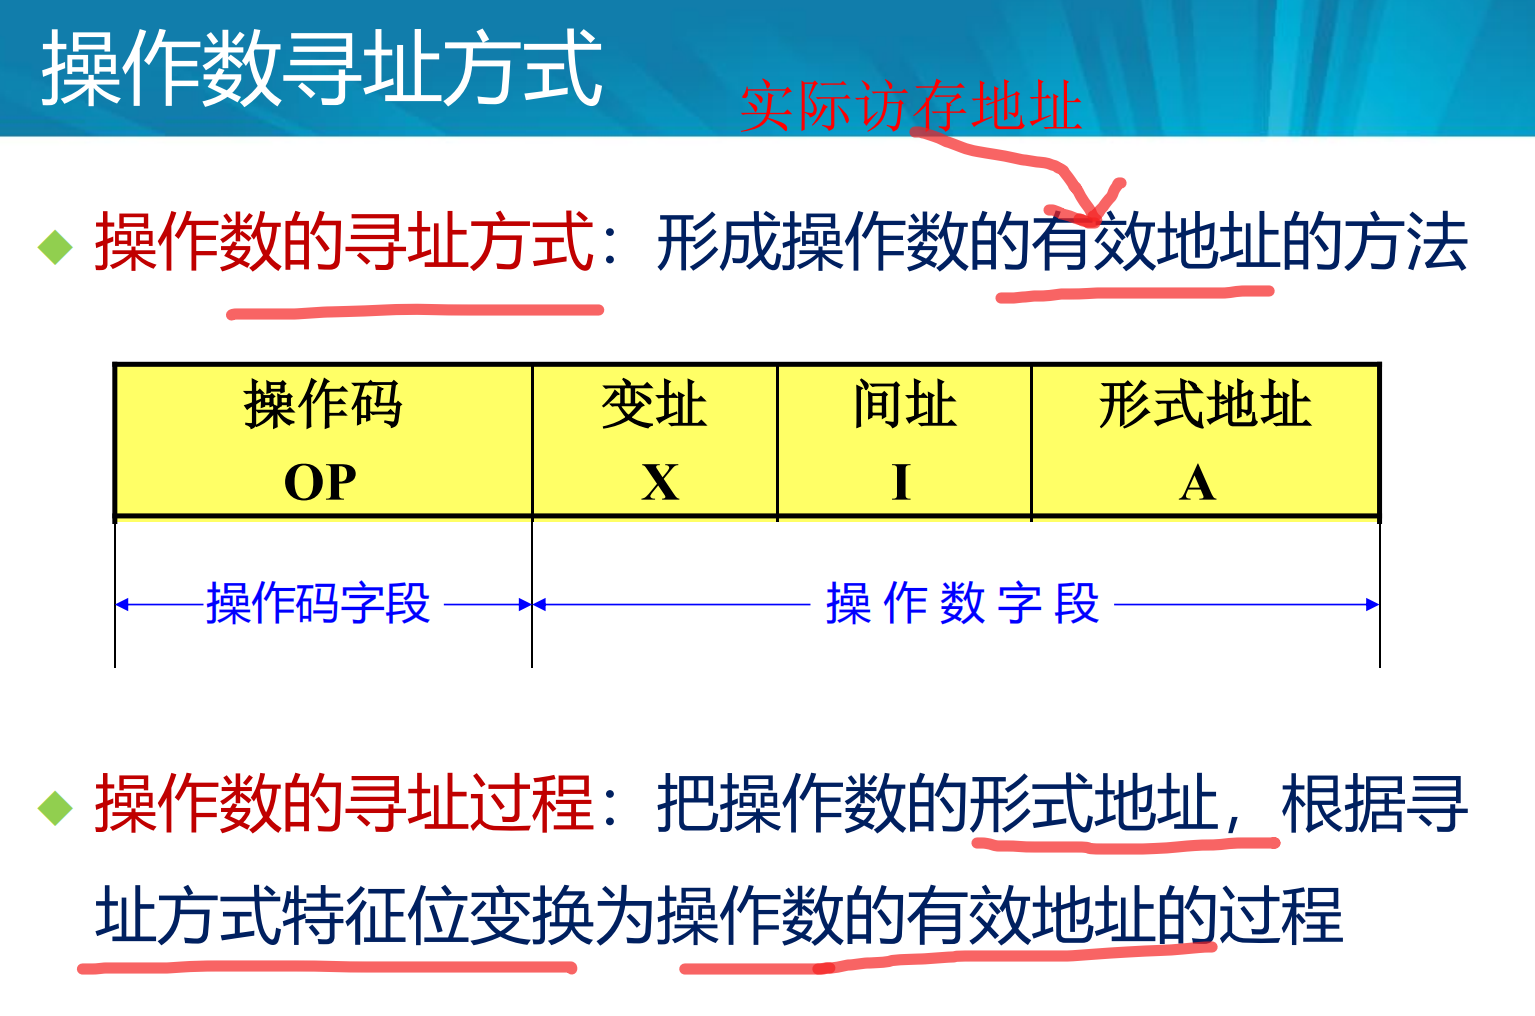 操作数寻址方式
实际访存地址
操作数的寻址方式：形成操作数的有效地址的方法
操作码 变址 间址 形式地址
OP X I A
操作码字段 操作数字段
操作数的寻址过程：把操作数的形式地址，根据寻
址方式特征位变换为操作数的有效地址的过程